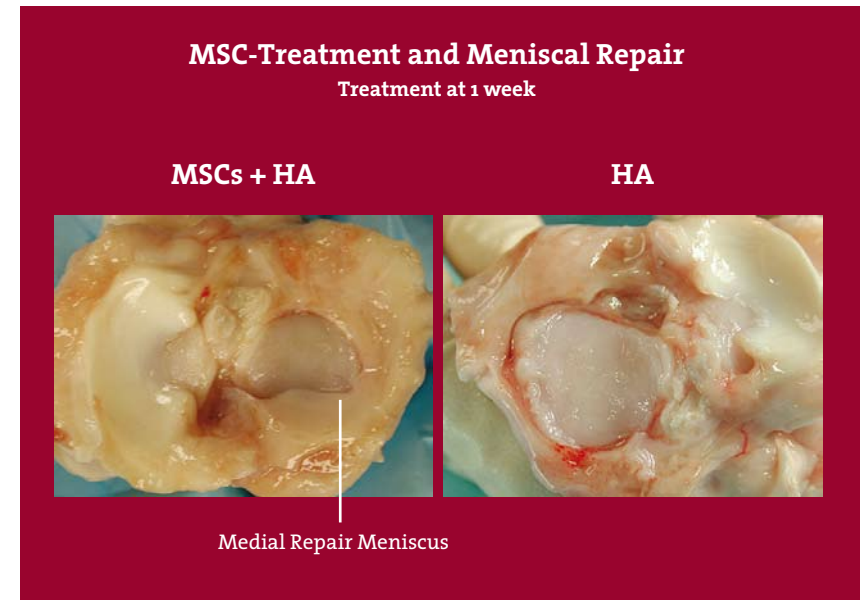 MSC-Treatment and Meniscal Repair
Treatment at 1 week
MSCs + HA
HA
Medial Repair Meniscus